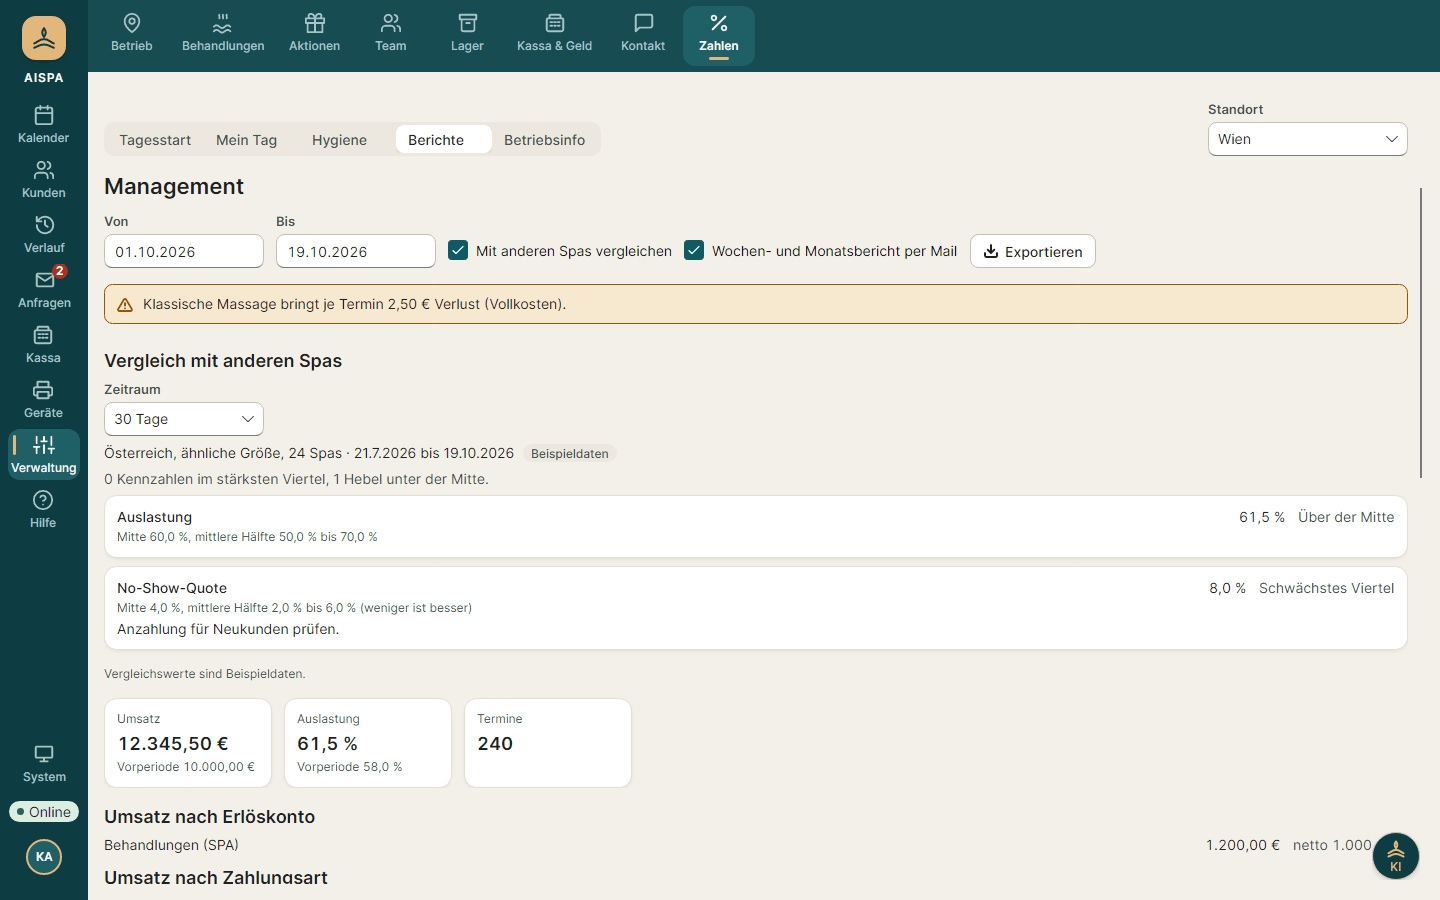 AISPA
Betrieb
Behandlungen
Aktionen
Team
Lager
Kassa & Geld
Kontakt
Zahlen
Kalender
Kunden
Verlauf
2
Anfragen
Kassa
Geräte
Verwaltung
Hilfe
System
Online
KA
Tagesstart
Mein Tag
Hygiene
Berichte
Betriebsinfo
Standort
Wien
Management
Von
Bis
01.10.2026
19.10.2026
Mit anderen Spas vergleichen
Wochen- und Monatsbericht per Mail
Exportieren
Klassische Massage bringt je Termin 2,50 € Verlust (Vollkosten).
Vergleich mit anderen Spas
Zeitraum
30 Tage
Österreich, ähnliche Größe, 24 Spas · 21.7.2026 bis 19.10.2026
Beispieldaten
0 Kennzahlen im stärksten Viertel, 1 Hebel unter der Mitte.
Auslastung
61,5 % Über der Mitte
Mitte 60,0 %, mittlere Hälfte 50,0 % bis 70,0 %
No-Show-Quote
8,0 % Schwächstes Viertel
Mitte 4,0 %, mittlere Hälfte 2,0 % bis 6,0 % (weniger ist besser)
Anzahlung für Neukunden prüfen.
Vergleichswerte sind Beispieldaten.
Umsatz
12.345,50 €
Vorperiode 10.000,00 €
Auslastung
61,5 %
Vorperiode 58,0 %
Termine
240
Umsatz nach Erlöskonto
Behandlungen (SPA)
1.200,00 € netto 1.000
Umsatz nach Zahlungsart
KI